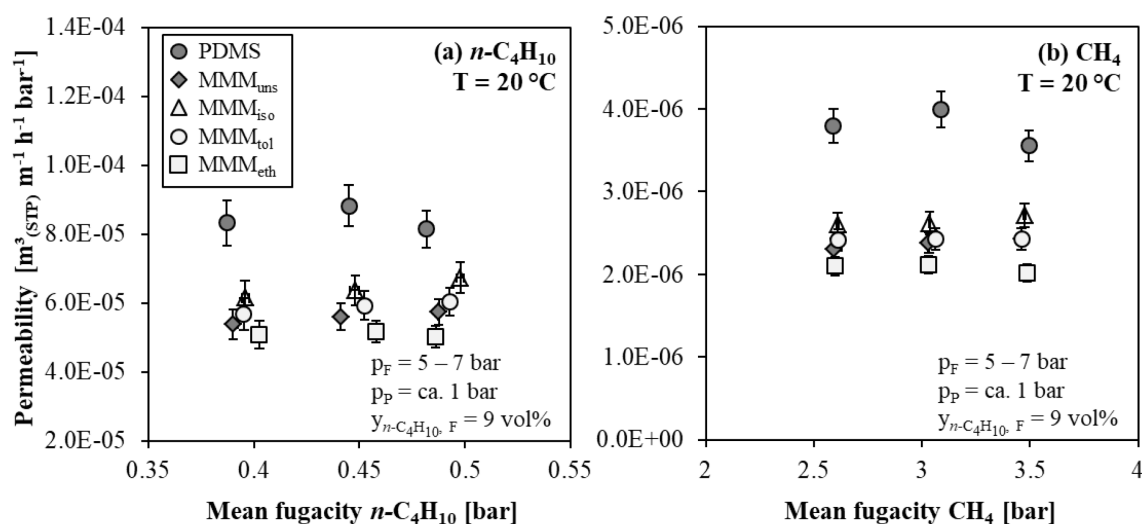 Permeability [m³(STP) m⁻¹ h⁻¹ bar⁻¹]
1.4E-04
1.2E-04
1.0E-04
8.0E-05
6.0E-05
4.0E-05
2.0E-05
PDMS
MMMuns
MMMiso
MMMtol
MMMeth
(a) n-C₄H₁₀
T = 20 °C
pF = 5 – 7 bar
pP = ca. 1 bar
yn-C₄H₁₀, F = 9 vol%
0.35 0.4 0.45 0.5 0.55
Mean fugacity n-C₄H₁₀ [bar]
5.0E-06
4.0E-06
3.0E-06
2.0E-06
1.0E-06
0.0E+00
(b) CH₄
T = 20 °C
pF = 5 – 7 bar
pP = ca. 1 bar
yn-C₄H₁₀, F = 9 vol%
2 2.5 3 3.5 4
Mean fugacity CH₄ [bar]